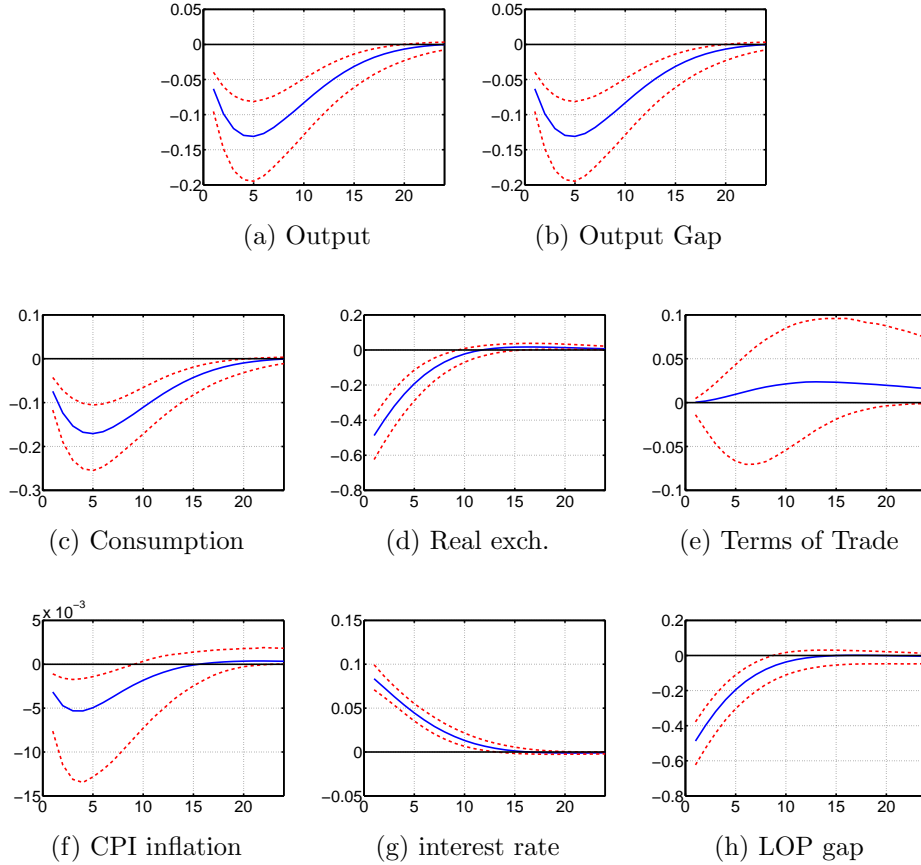 0.05
0
−0.05
−0.1
−0.15
−0.2
0 5 10 15 20
(a) Output
0.05
0
−0.05
−0.1
−0.15
−0.2
0 5 10 15 20
(b) Output Gap
0.1
0
−0.1
−0.2
−0.3
0 5 10 15 20
(c) Consumption
0.2
0
−0.2
−0.4
−0.6
−0.8
0 5 10 15 20
(d) Real exch.
0.1
0.05
0
−0.05
−0.1
0 5 10 15 20
(e) Terms of Trade
x 10−3
5
0
−5
−10
−15
0 5 10 15 20
(f) CPI inflation
0.15
0.1
0.05
0
−0.05
0 5 10 15 20
(g) interest rate
0.2
0
−0.2
−0.4
−0.6
−0.8
0 5 10 15 20
(h) LOP gap